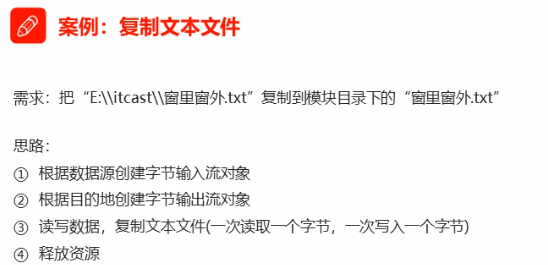 案例：复制文本文件
需求：把“E:\\itcast\\窗里窗外.txt”复制到模块目录下的“窗里窗外.txt”
思路：
① 根据数据源创建字节输入流对象
② 根据目的地创建字节输出流对象
③ 读写数据，复制文本文件(一次读取一个字节，一次写入一个字节)
④ 释放资源